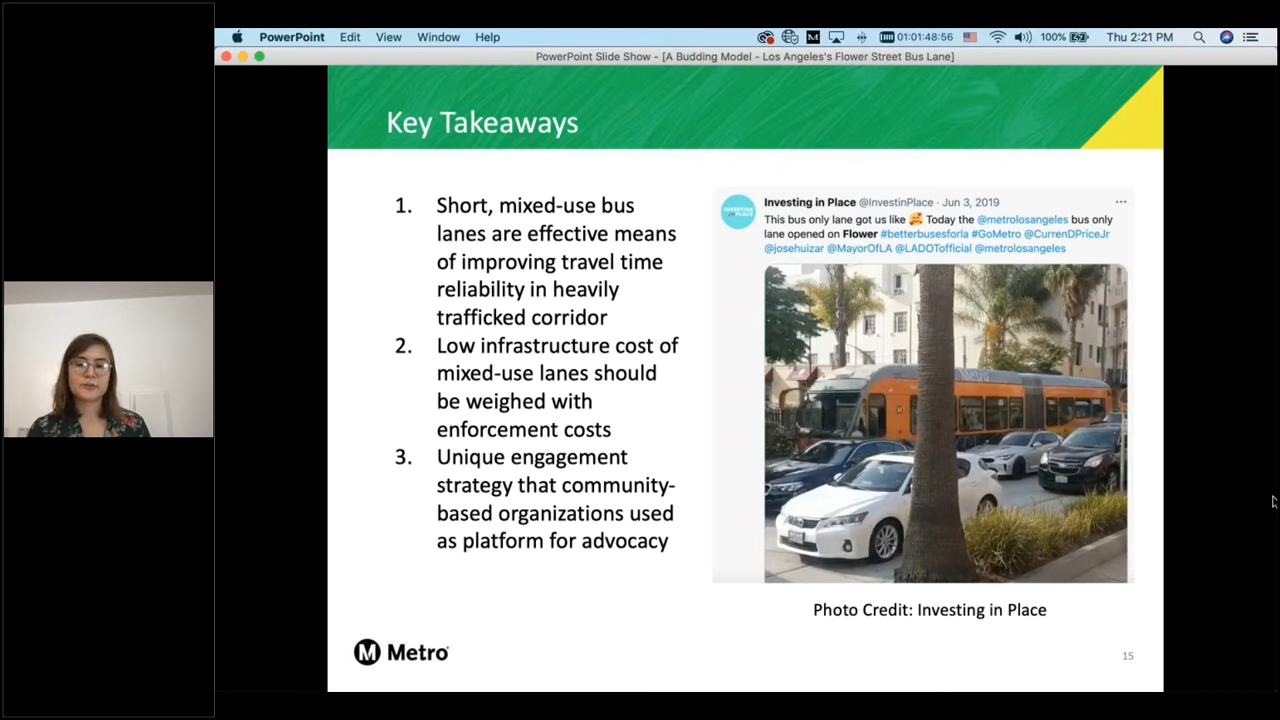 PowerPoint Edit View Window Help 01:01:48:56 100% Thu 2:21 PM
PowerPoint Slide Show - [A Budding Model - Los Angeles's Flower Street Bus Lane]
Key Takeaways
1. Short, mixed-use bus
lanes are effective means
of improving travel time
reliability in heavily
trafficked corridor
2. Low infrastructure cost of
mixed-use lanes should
be weighed with
enforcement costs
3. Unique engagement
strategy that community-
based organizations used
as platform for advocacy
INVESTING IN PLACE
Investing in Place @InvestinPlace · Jun 3, 2019
This bus only lane got us like 🥰 Today the @metrolosangeles bus only
lane opened on Flower #betterbusesforla #GoMetro @CurrenDPriceJr
@josehuizar @MayorOfLA @LADOTofficial @metrolosangeles
Metro
Photo Credit: Investing in Place
M Metro
15